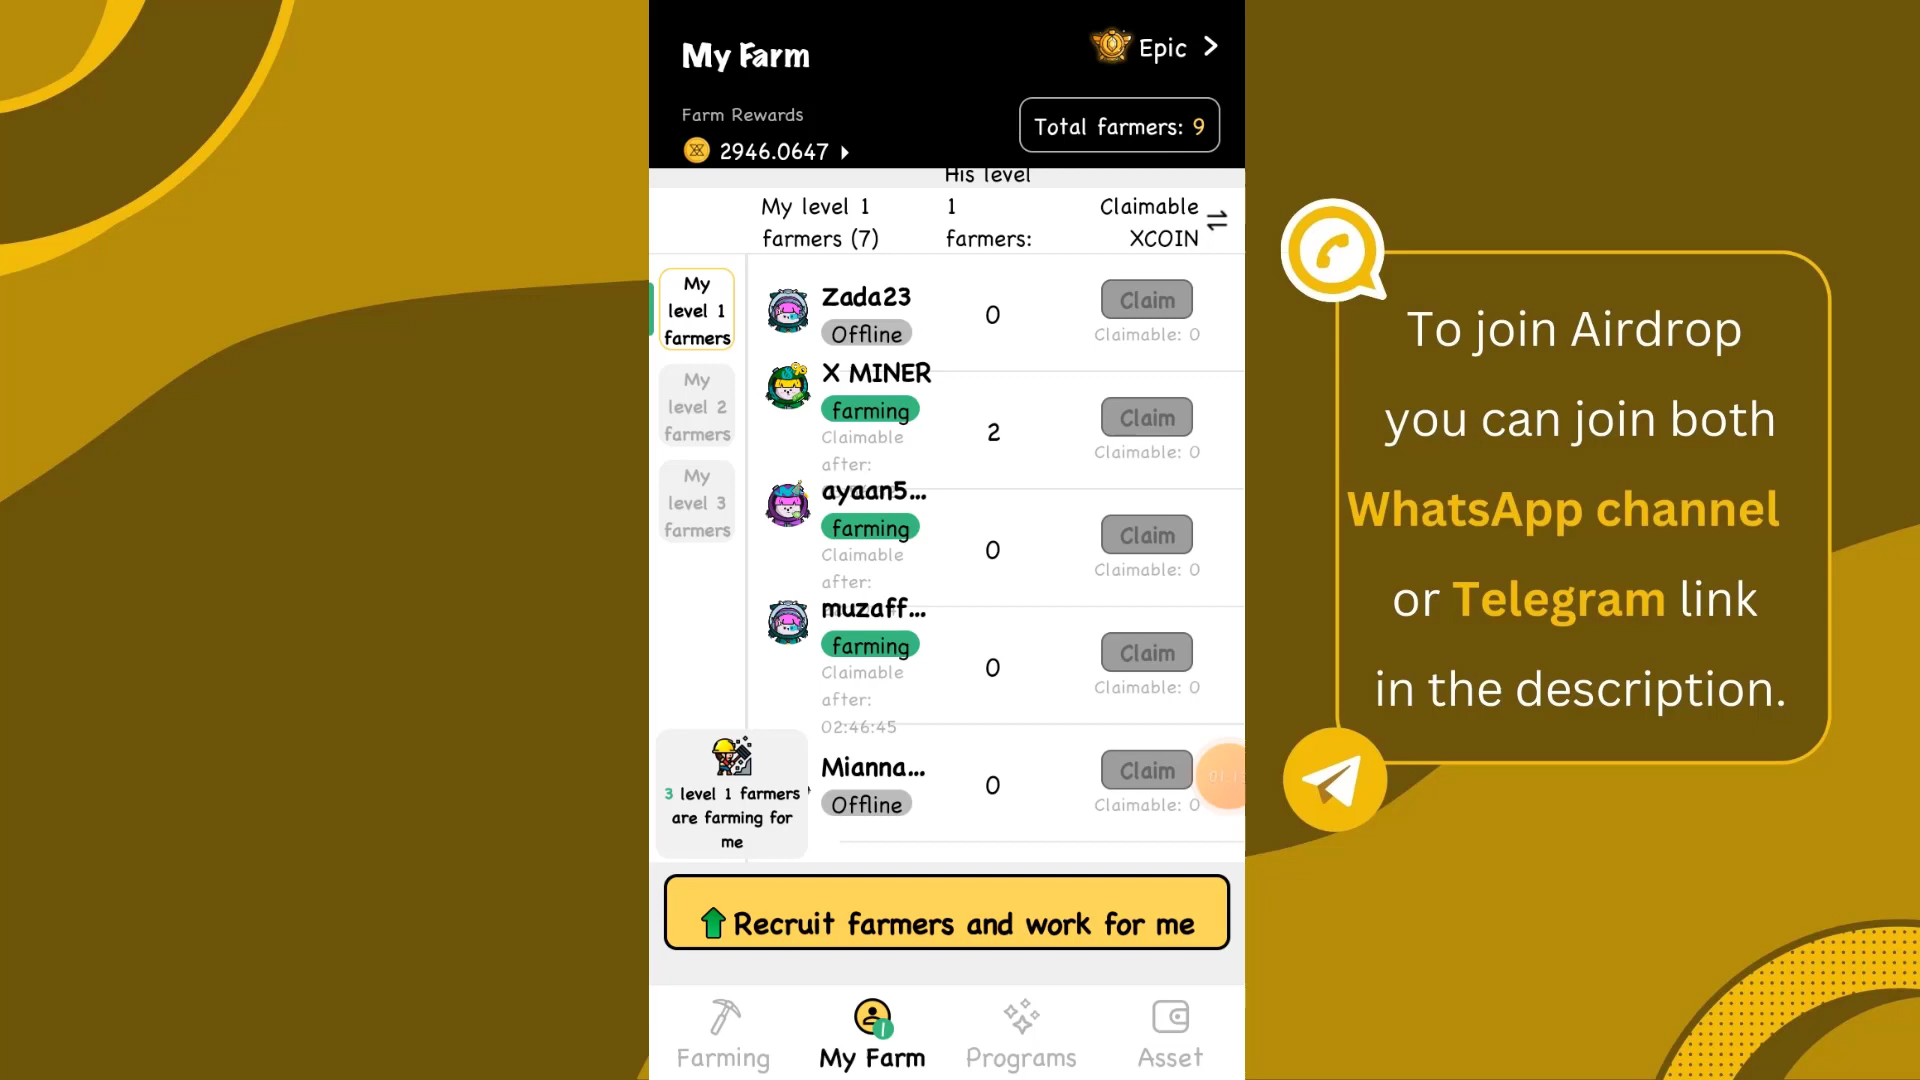 My Farm
Epic
Farm Rewards
2946.0647
Total farmers: 9
His level
My level 1
farmers (7)
1
farmers:
Claimable
XCOIN
My
level 1
farmers
My
level 2
farmers
My
level 3
farmers
Zada23
Offline
0
Claim
Claimable: 0
X MINER
farming
Claimable
after:
2
Claim
Claimable: 0
ayaan5...
farming
Claimable
after:
0
Claim
Claimable: 0
muzaff...
farming
Claimable
after:
02:46:45
0
Claim
Claimable: 0
Mianna...
Offline
0
Claim
Claimable: 0
3 level 1 farmers
are farming for
me
Recruit farmers and work for me
Farming
My Farm
Programs
Asset
To join Airdrop
you can join both
WhatsApp channel
or Telegram link
in the description.